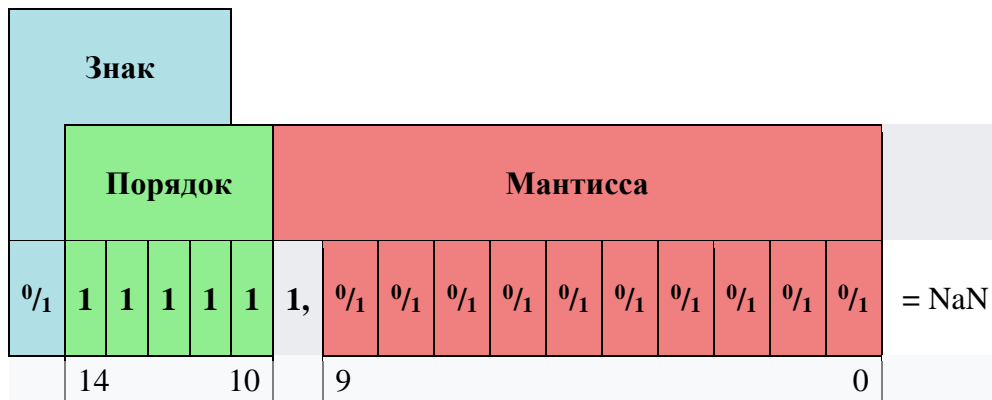 Знак
Порядок Мантисса
0/1 1 1 1 1 1 1, 0/1 0/1 0/1 0/1 0/1 0/1 0/1 0/1 0/1 0/1 = NaN
14 10 9 0